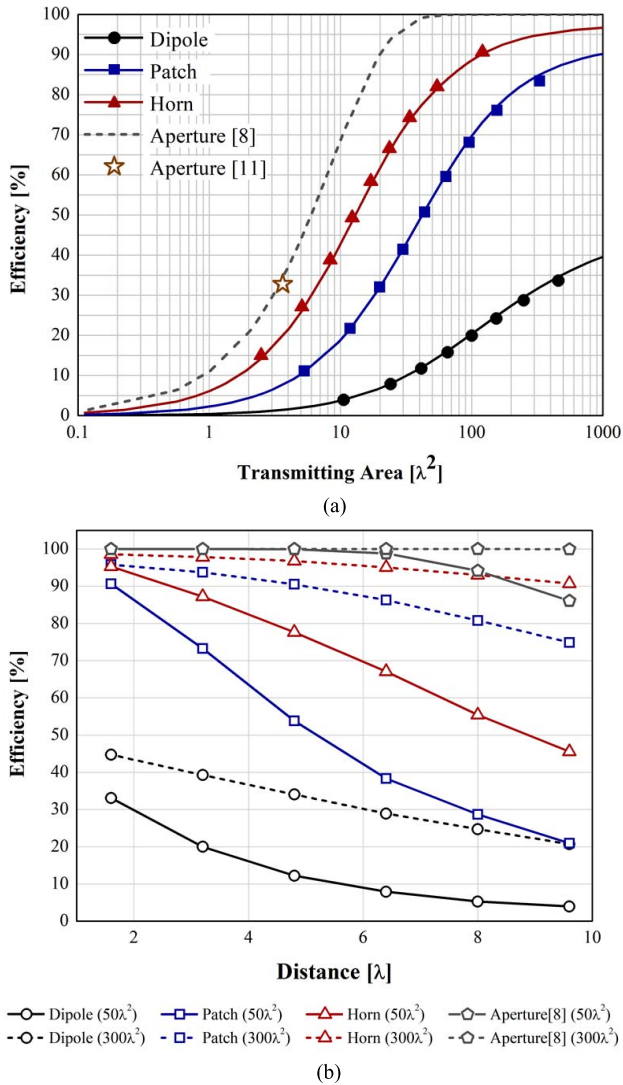 100
90
80
70
60
50
40
30
20
10
0
Efficiency [%]
Dipole
Patch
Horn
Aperture [8]
Aperture [11]
0.1 1 10 100 1000
Transmitting Area [λ²]
(a)
100
90
80
70
60
50
40
30
20
10
0
Efficiency [%]
2 4 6 8 10
Distance [λ]
Dipole (50λ²) Patch (50λ²) Horn (50λ²) Aperture[8] (50λ²)
Dipole (300λ²) Patch (300λ²) Horn (300λ²) Aperture[8] (300λ²)
(b)